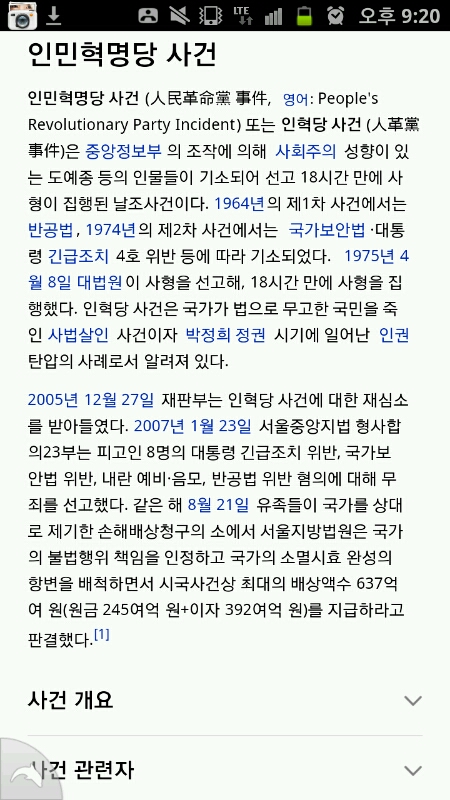 LTE
오후 9:20
인민혁명당 사건
인민혁명당 사건 (人民革命黨 事件, 영어: People's
Revolutionary Party Incident) 또는 인혁당 사건 (人革黨
事件)은 중앙정보부 의 조작에 의해 사회주의 성향이 있
는 도예종 등의 인물들이 기소되어 선고 18시간 만에 사
형이 집행된 날조사건이다. 1964년의 제1차 사건에서는
반공법, 1974년의 제2차 사건에서는 국가보안법 ·대통
령 긴급조치 4호 위반 등에 따라 기소되었다. 1975년 4
월 8일 대법원이 사형을 선고해, 18시간 만에 사형을 집
행했다. 인혁당 사건은 국가가 법으로 무고한 국민을 죽
인 사법살인 사건이자 박정희 정권 시기에 일어난 인권
탄압의 사례로서 알려져 있다.
2005년 12월 27일 재판부는 인혁당 사건에 대한 재심소
를 받아들였다. 2007년 1월 23일 서울중앙지법 형사합
의23부는 피고인 8명의 대통령 긴급조치 위반, 국가보
안법 위반, 내란 예비·음모, 반공법 위반 혐의에 대해 무
죄를 선고했다. 같은 해 8월 21일 유족들이 국가를 상대
로 제기한 손해배상청구의 소에서 서울지방법원은 국가
의 불법행위 책임을 인정하고 국가의 소멸시효 완성의
항변을 배척하면서 시국사건상 최대의 배상액수 637억
여 원(원금 245여억 원+이자 392여억 원)를 지급하라고
판결했다.[1]
사건 개요
사건 관련자